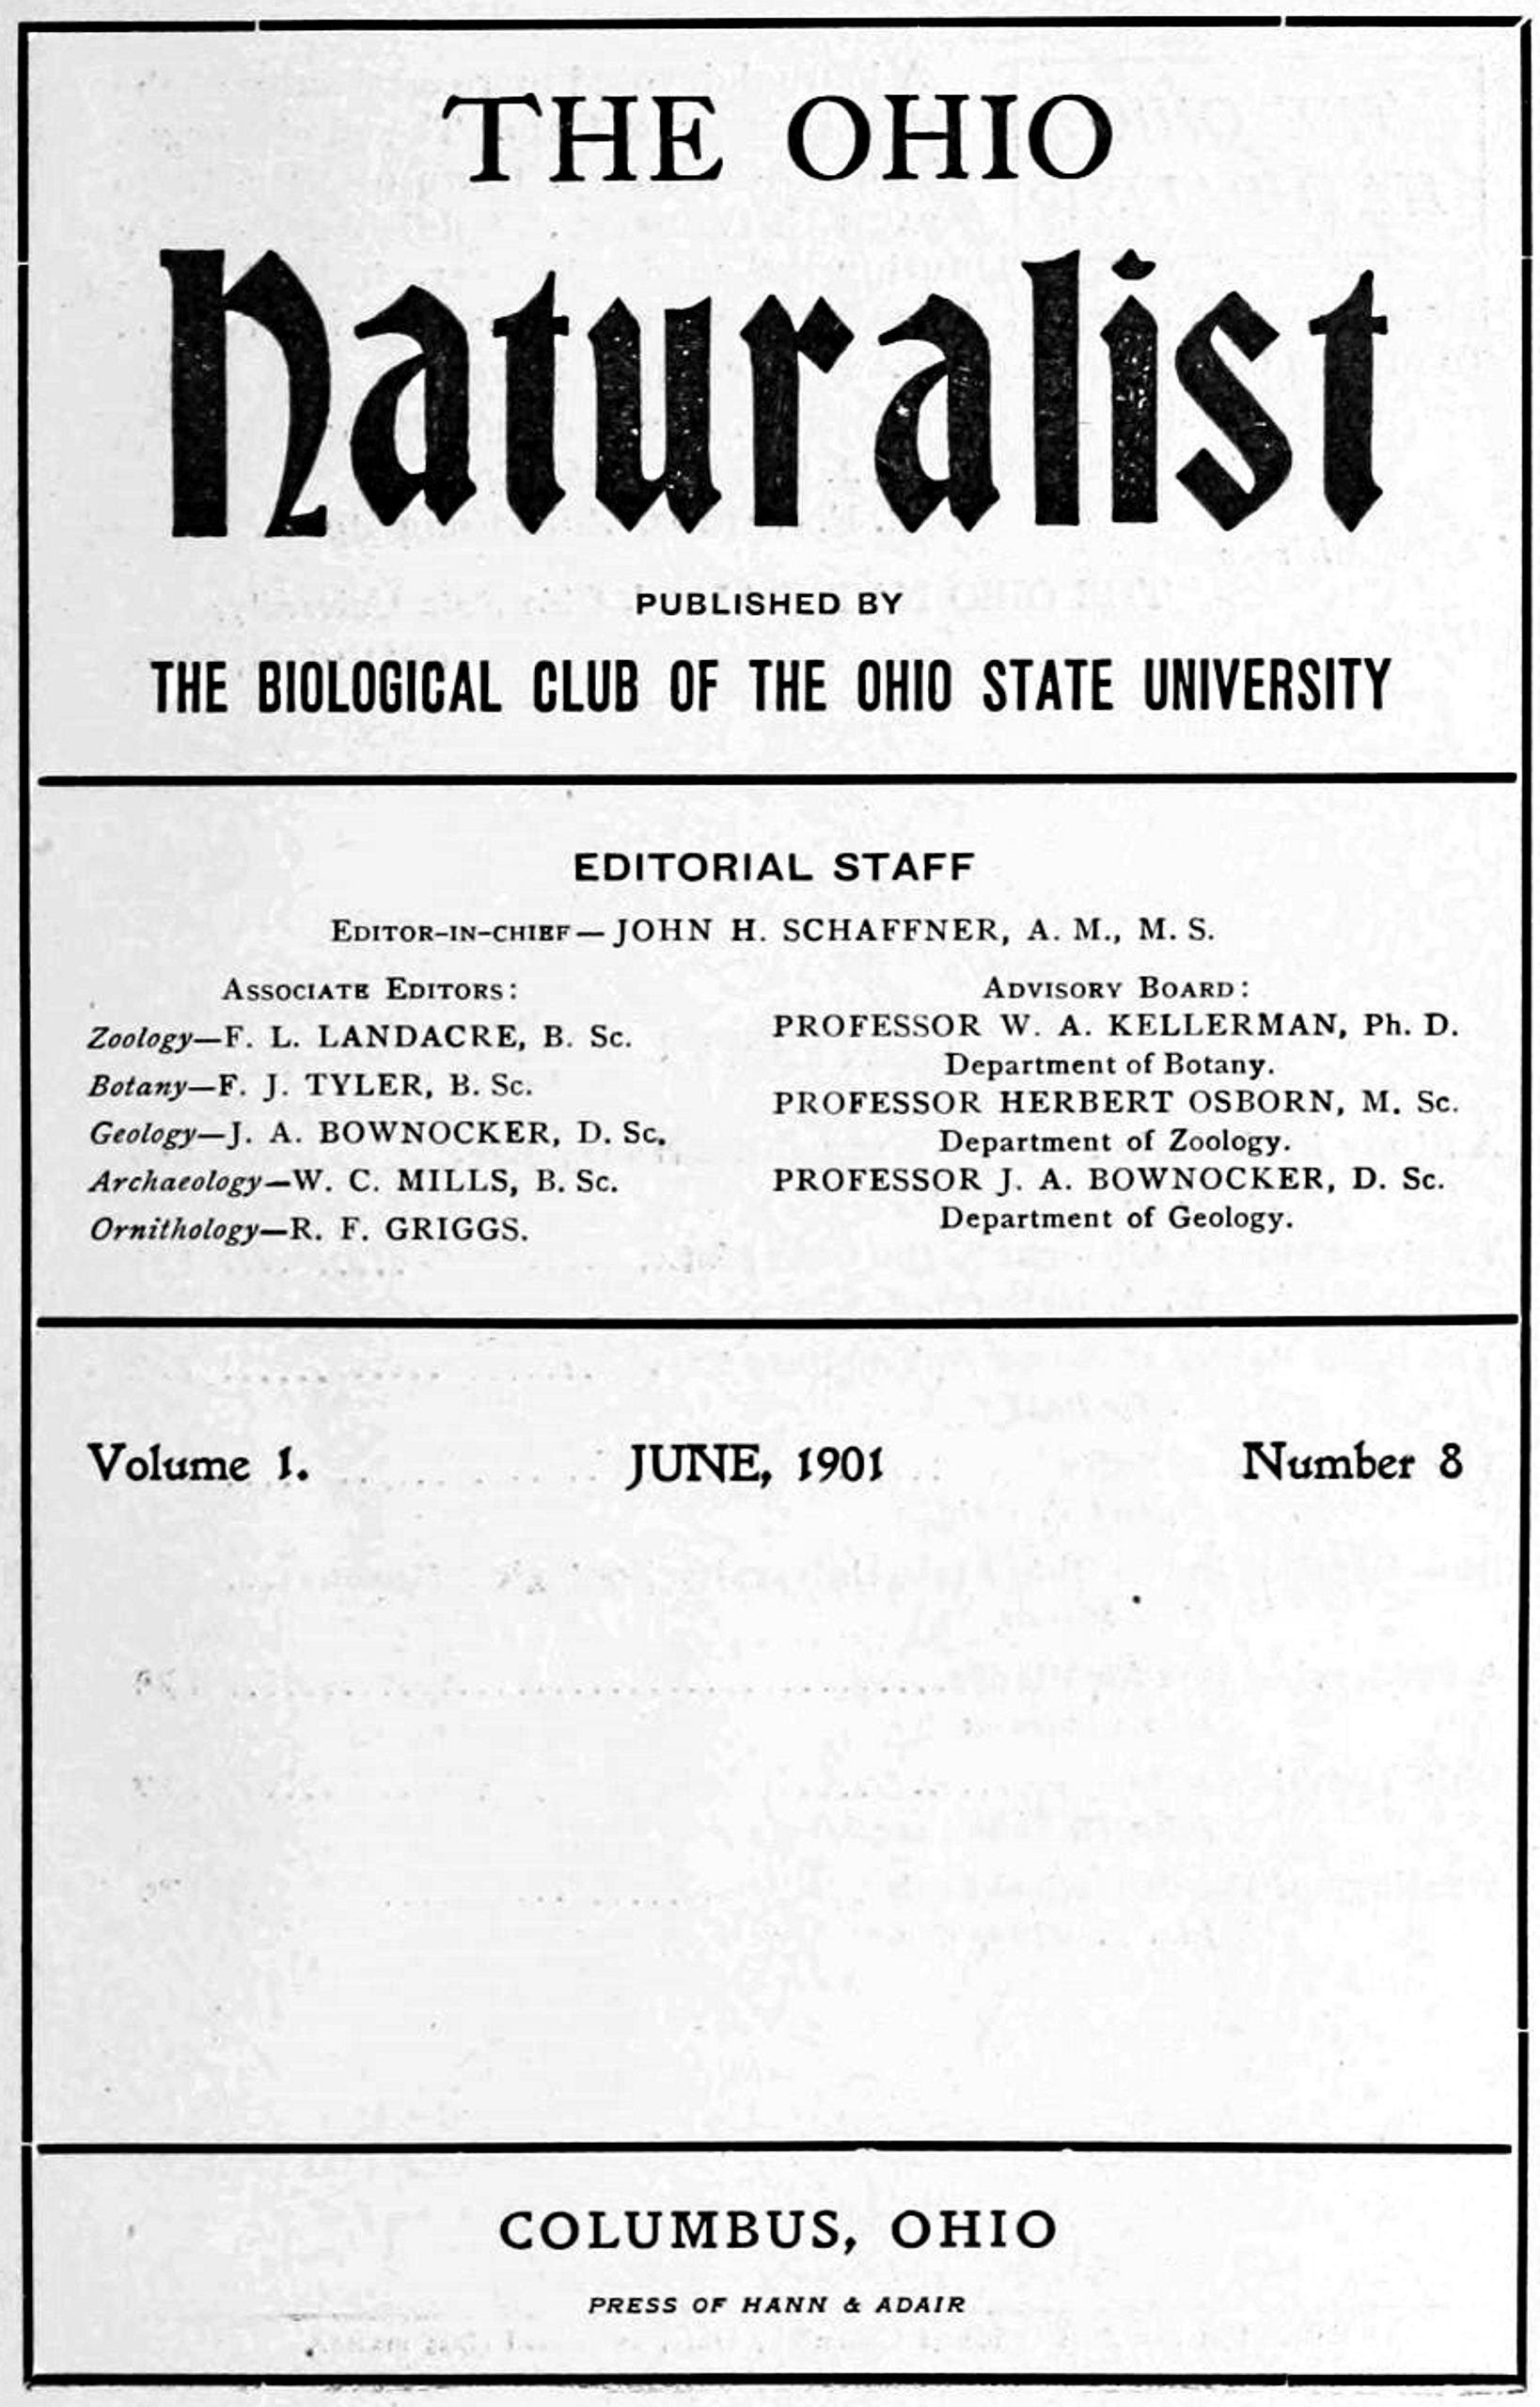 THE OHIO
Naturalist
PUBLISHED BY
THE BIOLOGICAL CLUB OF THE OHIO STATE UNIVERSITY
EDITORIAL STAFF
EDITOR-IN-CHIEF—JOHN H. SCHAFFNER, A. M., M. S.
ASSOCIATE EDITORS:
Zoology—F. L. LANDACRE, B. Sc.
Botany—F. J. TYLER, B. Sc.
Geology—J. A. BOWNOCKER, D. Sc.
Archaeology—W. C. MILLS, B. Sc.
Ornithology—R. F. GRIGGS.
ADVISORY BOARD:
PROFESSOR W. A. KELLERMAN, Ph. D.
Department of Botany.
PROFESSOR HERBERT OSBORN, M. Sc.
Department of Zoology.
PROFESSOR J. A. BOWNOCKER, D. Sc.
Department of Geology.
Volume 1. JUNE, 1901 Number 8
COLUMBUS, OHIO
PRESS OF HANN & ADAIR